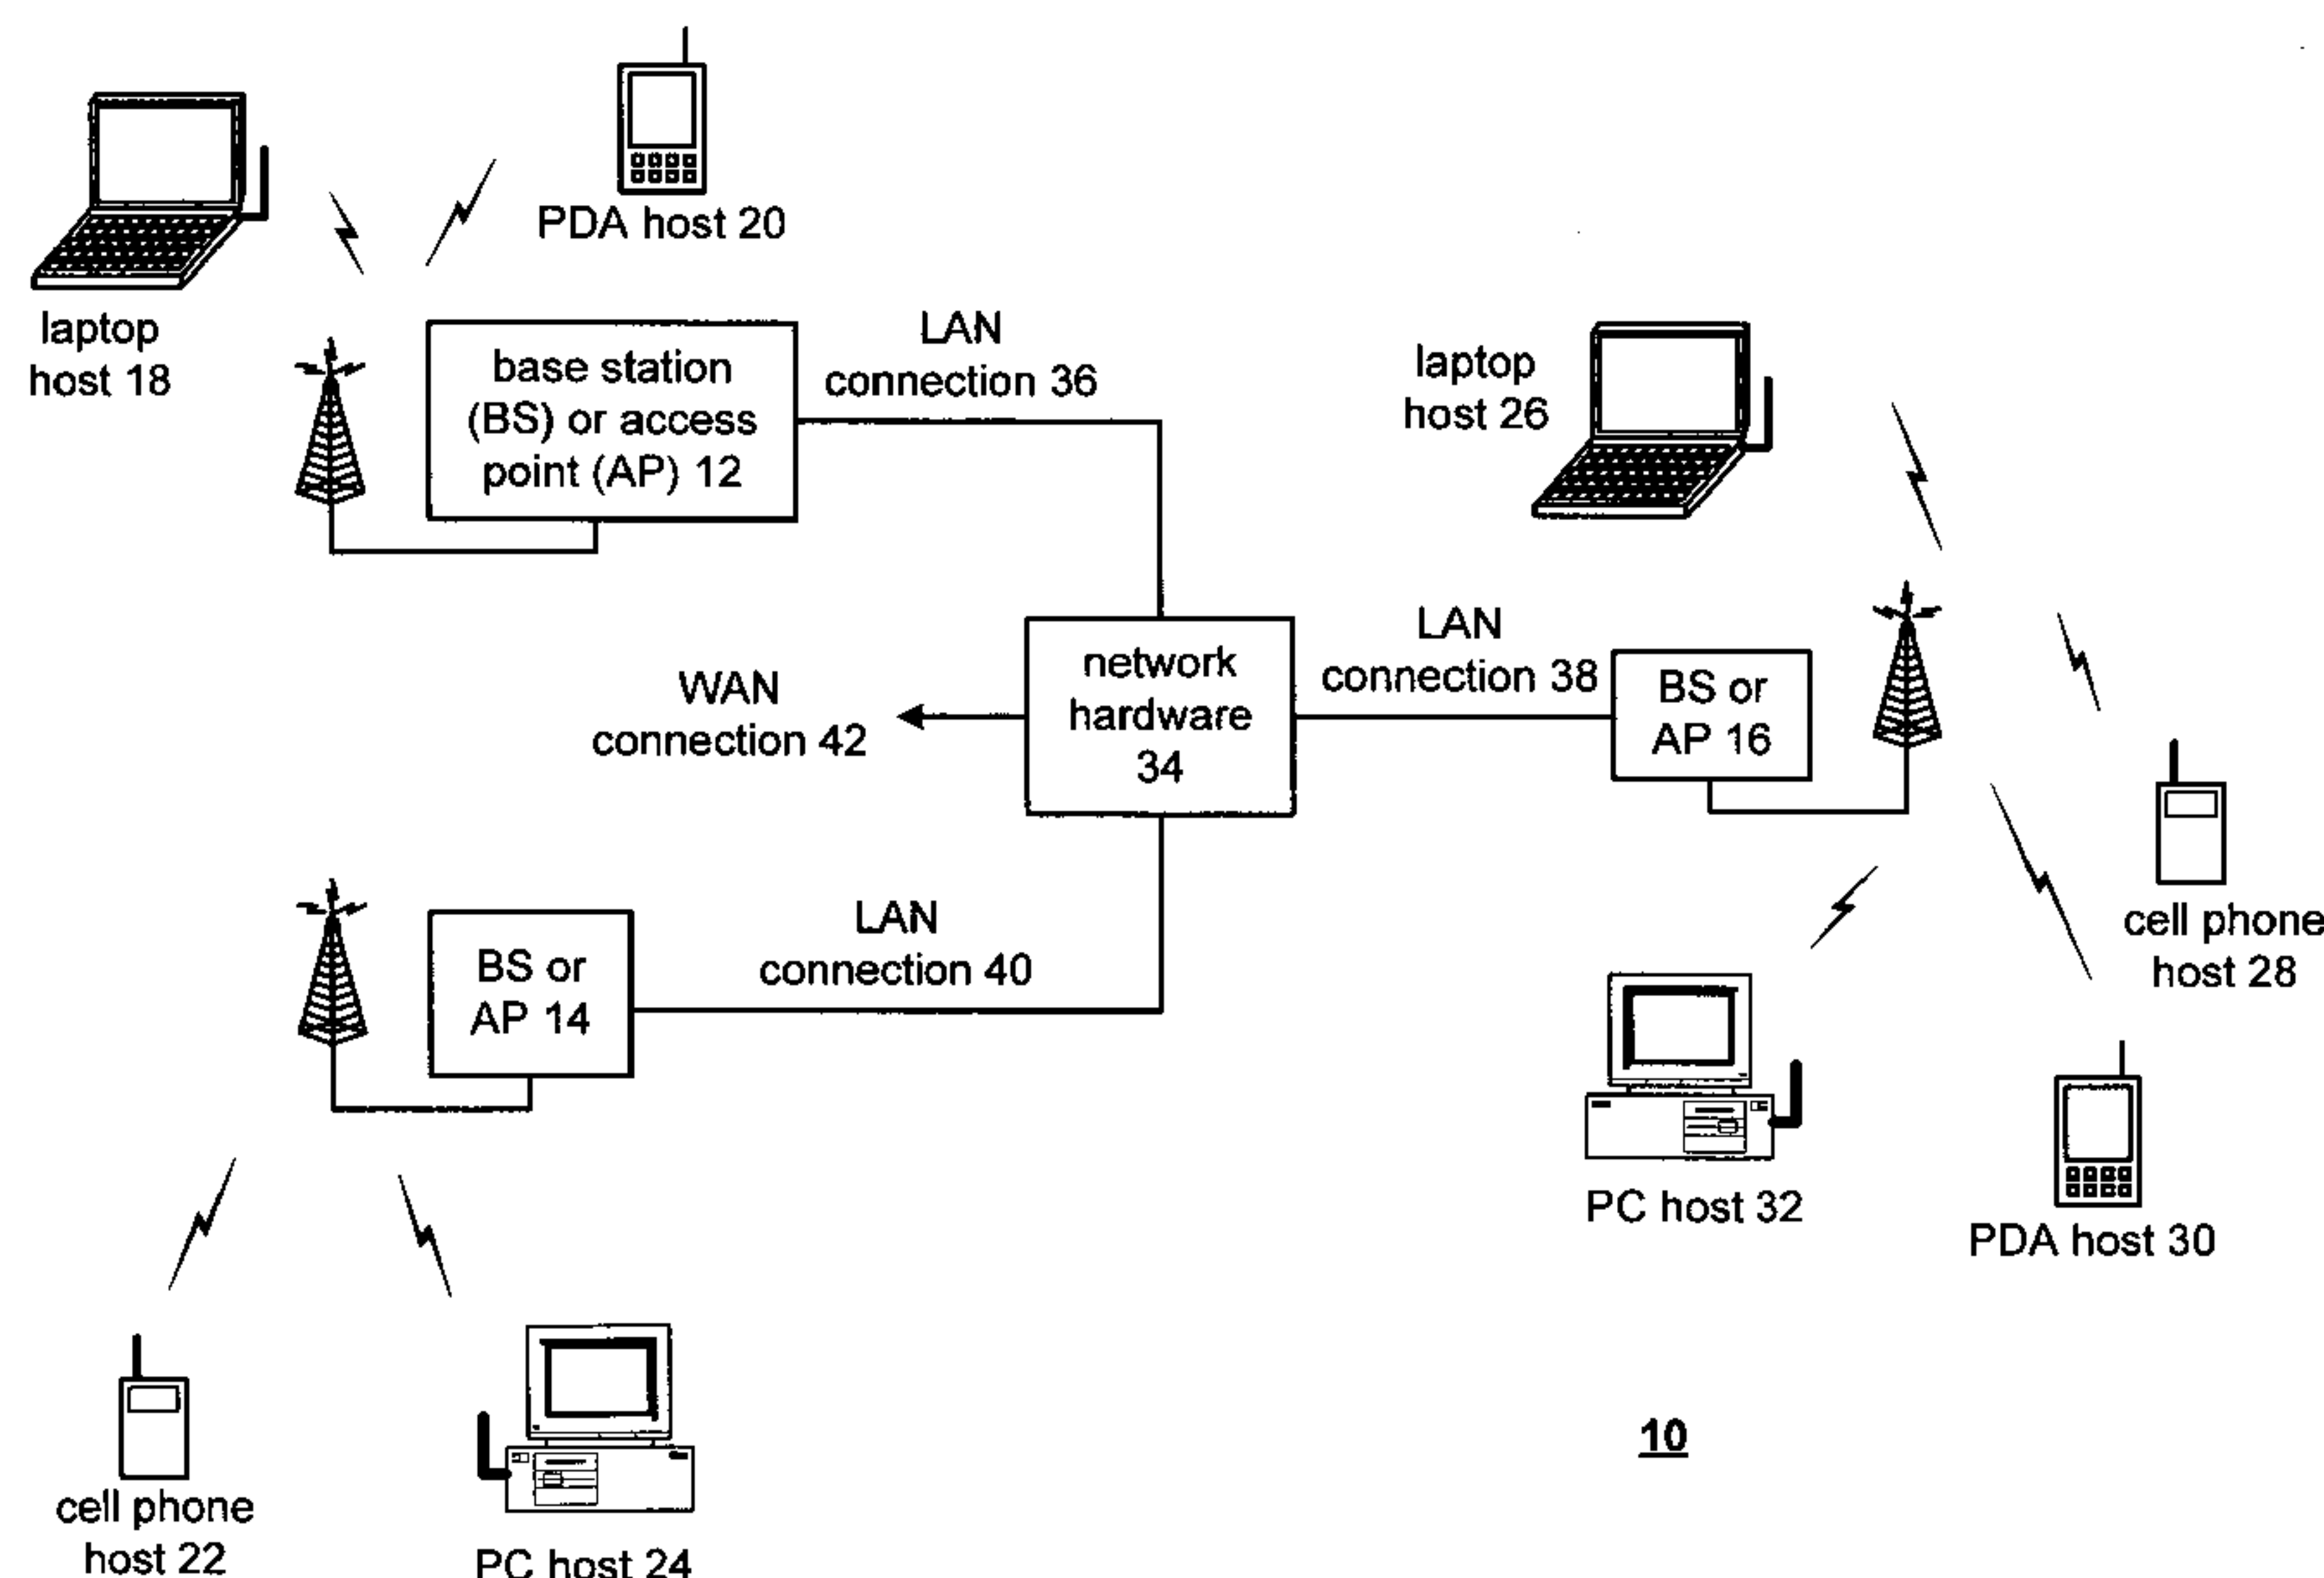 PDA host 20
laptop
host 18
base station
(BS) or access
point (AP) 12
LAN
connection 36
laptop
host 26
WAN
connection 42
network
hardware
34
LAN
connection 38
BS or
AP 16
BS or
AP 14
LAN
connection 40
cell phone
host 28
PC host 32
PDA host 30
cell phone
host 22
PC host 24
10